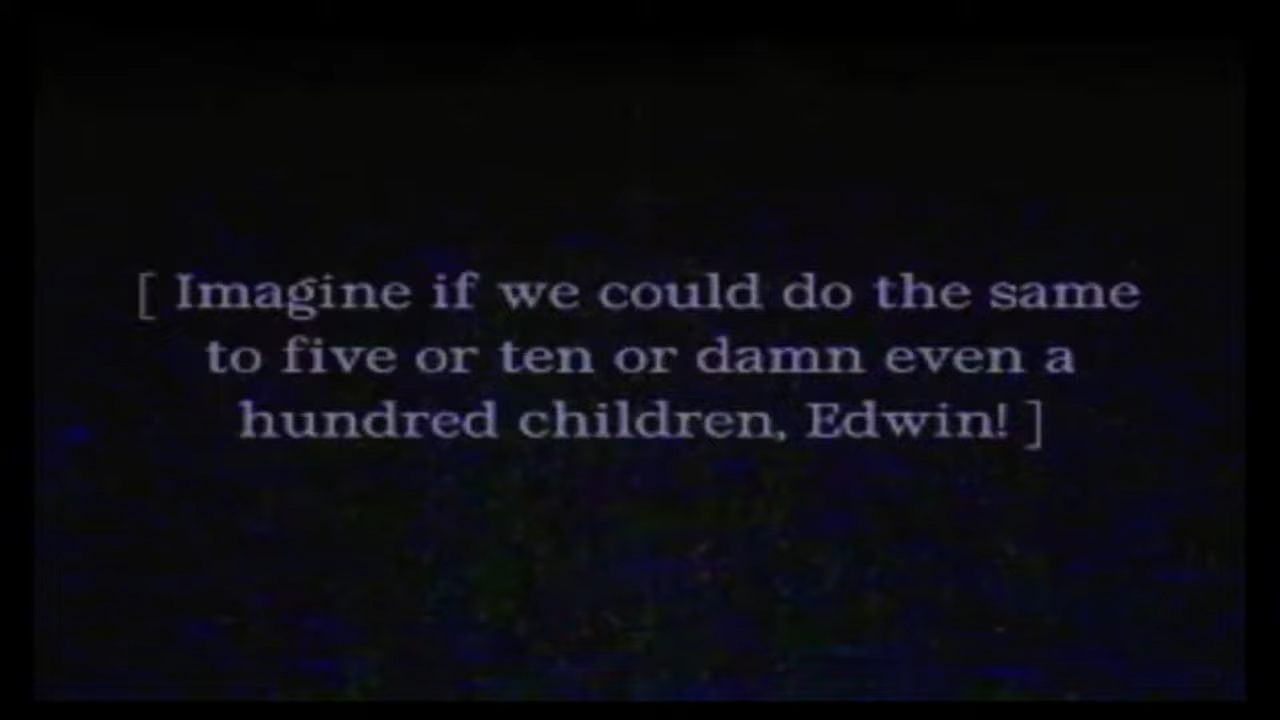 [ Imagine if we could do the same
to five or ten or damn even a
hundred children, Edwin! ]